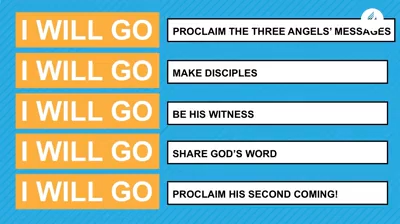 I WILL GO PROCLAIM THE THREE ANGELS' MESSAGES
I WILL GO MAKE DISCIPLES
I WILL GO BE HIS WITNESS
I WILL GO SHARE GOD'S WORD
I WILL GO PROCLAIM HIS SECOND COMING!